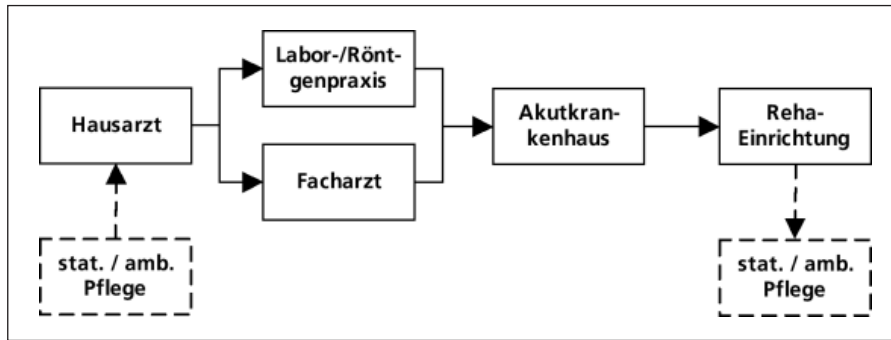 Hausarzt
Labor-/Rönt-
genpraxis
Facharzt
Akutkran-
kenhaus
Reha-
Einrichtung
stat. / amb.
Pflege
stat. / amb.
Pflege